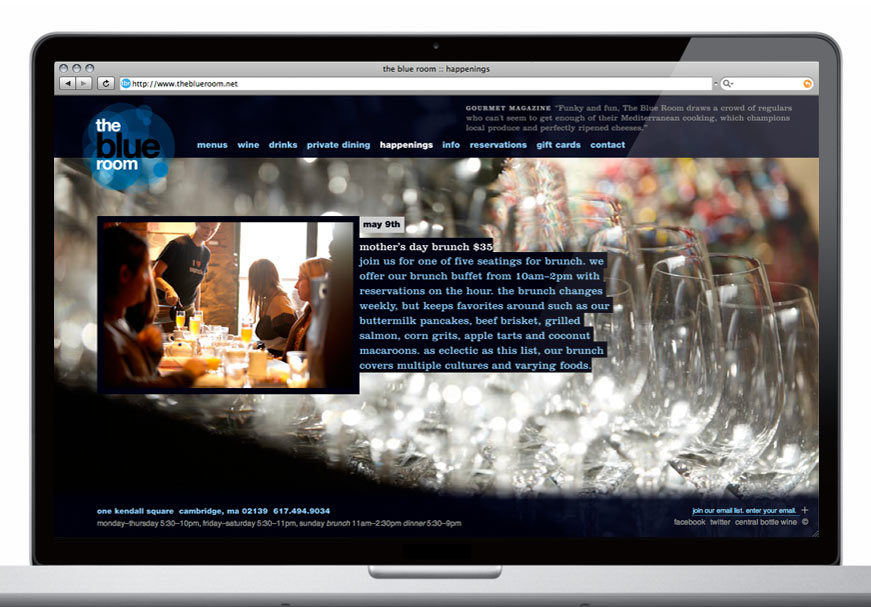 the blue room :: happenings
http://www.theblueroom.net
GOURMET MAGAZINE "Funky and fun, The Blue Room draws a crowd of regulars
who can't seem to get enough of their Mediterranean cooking, which champions
local produce and perfectly ripened cheeses."
the
blue
room
menus wine drinks private dining happenings info reservations gift cards contact
may 9th
mother's day brunch $35
join us for one of five seatings for brunch. we
offer our brunch buffet from 10am–2pm with
reservations on the hour. the brunch changes
weekly, but keeps favorites around such as our
buttermilk pancakes, beef brisket, grilled
salmon, corn grits, apple tarts and coconut
macaroons. as eclectic as this list, our brunch
covers multiple cultures and varying foods.
one kendall square cambridge, ma 02139 617.494.9034
monday–thursday 5:30–10pm, friday–saturday 5:30–11pm, sunday brunch 11am–2:30pm dinner 5:30–9pm
join our email list. enter your email. +
facebook twitter central bottle wine ©